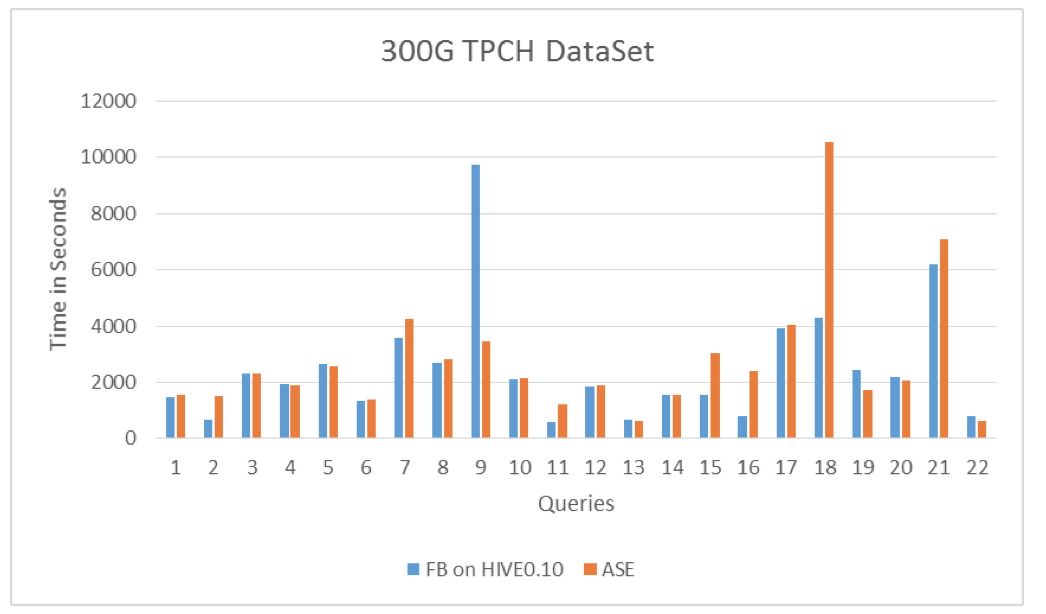 300G TPCH DataSet
12000
10000
8000
6000
4000
2000
0
Time in Seconds
1 2 3 4 5 6 7 8 9 10 11 12 13 14 15 16 17 18 19 20 21 22
Queries
FB on HIVE0.10 ASE